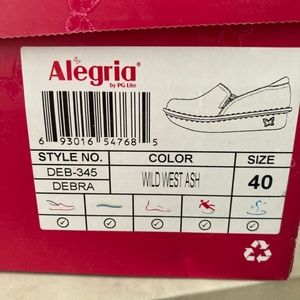 Alegria®
by PG Lite
6 93016 54768 5
STYLE NO. COLOR SIZE
DEB-345 WILD WEST ASH 40
DEBRA